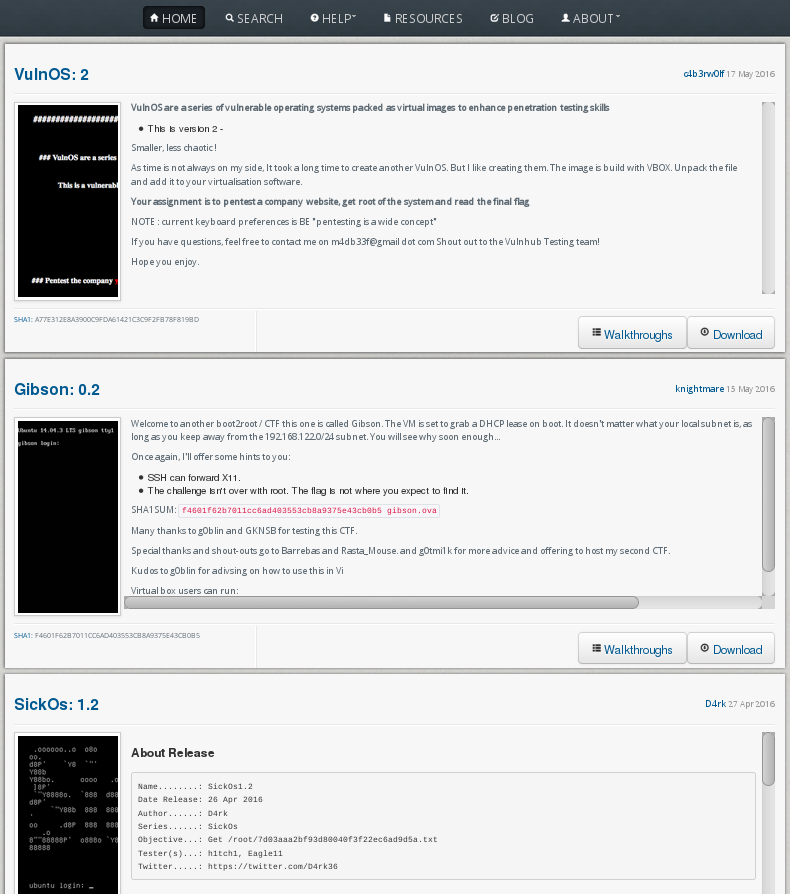 HOME SEARCH HELP RESOURCES BLOG ABOUT
VulnOS: 2
c4b3rw0lf 17 May 2016
####################
### VulnOS are a series
This is a vulnerabl
### Pentest the company
VulnOS are a series of vulnerable operating systems packed as virtual images to enhance penetration testing skills
This is version 2 -
Smaller, less chaotic !
As time is not always on my side, It took a long time to create another VulnOS. But I like creating them. The image is build with VBOX. Unpack the file
and add it to your virtualisation software.
Your assignment is to pentest a company website, get root of the system and read the final flag
NOTE : current keyboard preferences is BE "pentesting is a wide concept"
If you have questions, feel free to contact me on m4db33f@gmail dot com Shout out to the Vulnhub Testing team!
Hope you enjoy.
SHA1: A77E312E8A3900C9FDA61421C3C9F2FB78F819BD
Walkthroughs Download
Gibson: 0.2
knightmare 15 May 2016
Ubuntu 14.04.3 LTS gibson tty1
gibson login:
Welcome to another boot2root / CTF this one is called Gibson. The VM is set to grab a DHCP lease on boot. It doesn't matter what your local subnet is, as
long as you keep away from the 192.168.122.0/24 subnet. You will see why soon enough...
Once again, I'll offer some hints to you:
SSH can forward X11.
The challenge isn't over with root. The flag is not where you expect to find it.
SHA1SUM: f4601f62b7011cc6ad403553cb8a9375e43cb0b5 gibson.ova
Many thanks to g0blin and GKNSB for testing this CTF.
Special thanks and shout-outs go to Barrebas and Rasta_Mouse. and g0tmi1k for more advice and offering to host my second CTF.
Kudos to g0blin for adivsing on how to use this in Vi
Virtual box users can run:
SHA1: F4601F62B7011CC6AD403553CB8A9375E43CB0B5
Walkthroughs Download
SickOs: 1.2
D4rk 27 Apr 2016
ubuntu login: _
About Release
Name........: SickOs1.2
Date Release: 26 Apr 2016
Author......: D4rk
Series......: SickOs
Objective...: Get /root/7d03aaa2bf93d80040f3f22ec6ad9d5a.txt
Tester(s)...: h1tch1, Eagle11
Twitter.....: https://twitter.com/D4rk36